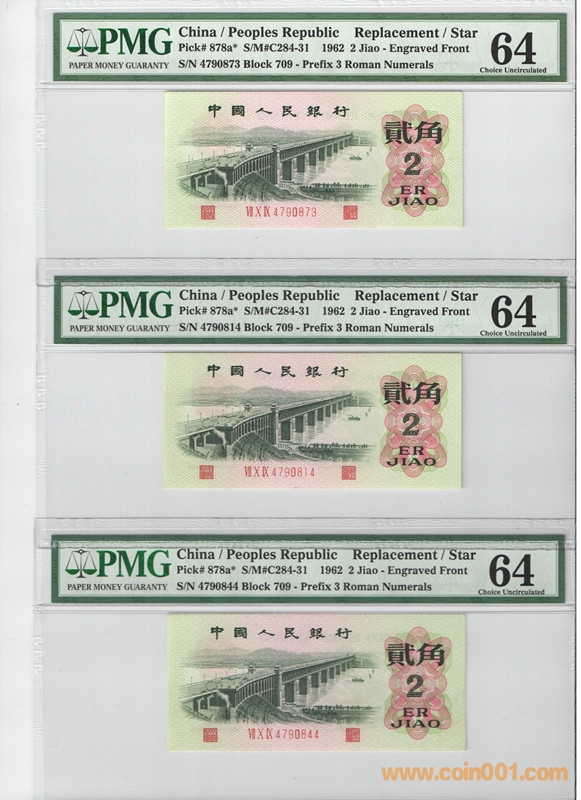 PMG
PAPER MONEY GUARANTY
China / Peoples Republic Replacement / Star
Pick# 878a* S/M#C284-31 1962 2 Jiao - Engraved Front
S/N 4790873 Block 709 - Prefix 3 Roman Numerals
64
Choice Uncirculated
中國人民銀行
貳角
2
ER
JIAO
Ⅶ Ⅹ Ⅸ 4790873
PMG
PAPER MONEY GUARANTY
China / Peoples Republic Replacement / Star
Pick# 878a* S/M#C284-31 1962 2 Jiao - Engraved Front
S/N 4790814 Block 709 - Prefix 3 Roman Numerals
64
Choice Uncirculated
中國人民銀行
貳角
2
ER
JIAO
Ⅶ Ⅹ Ⅸ 4790814
PMG
PAPER MONEY GUARANTY
China / Peoples Republic Replacement / Star
Pick# 878a* S/M#C284-31 1962 2 Jiao - Engraved Front
S/N 4790844 Block 709 - Prefix 3 Roman Numerals
64
Choice Uncirculated
中國人民銀行
貳角
2
ER
JIAO
Ⅶ Ⅹ Ⅸ 4790844
www.coin001.com